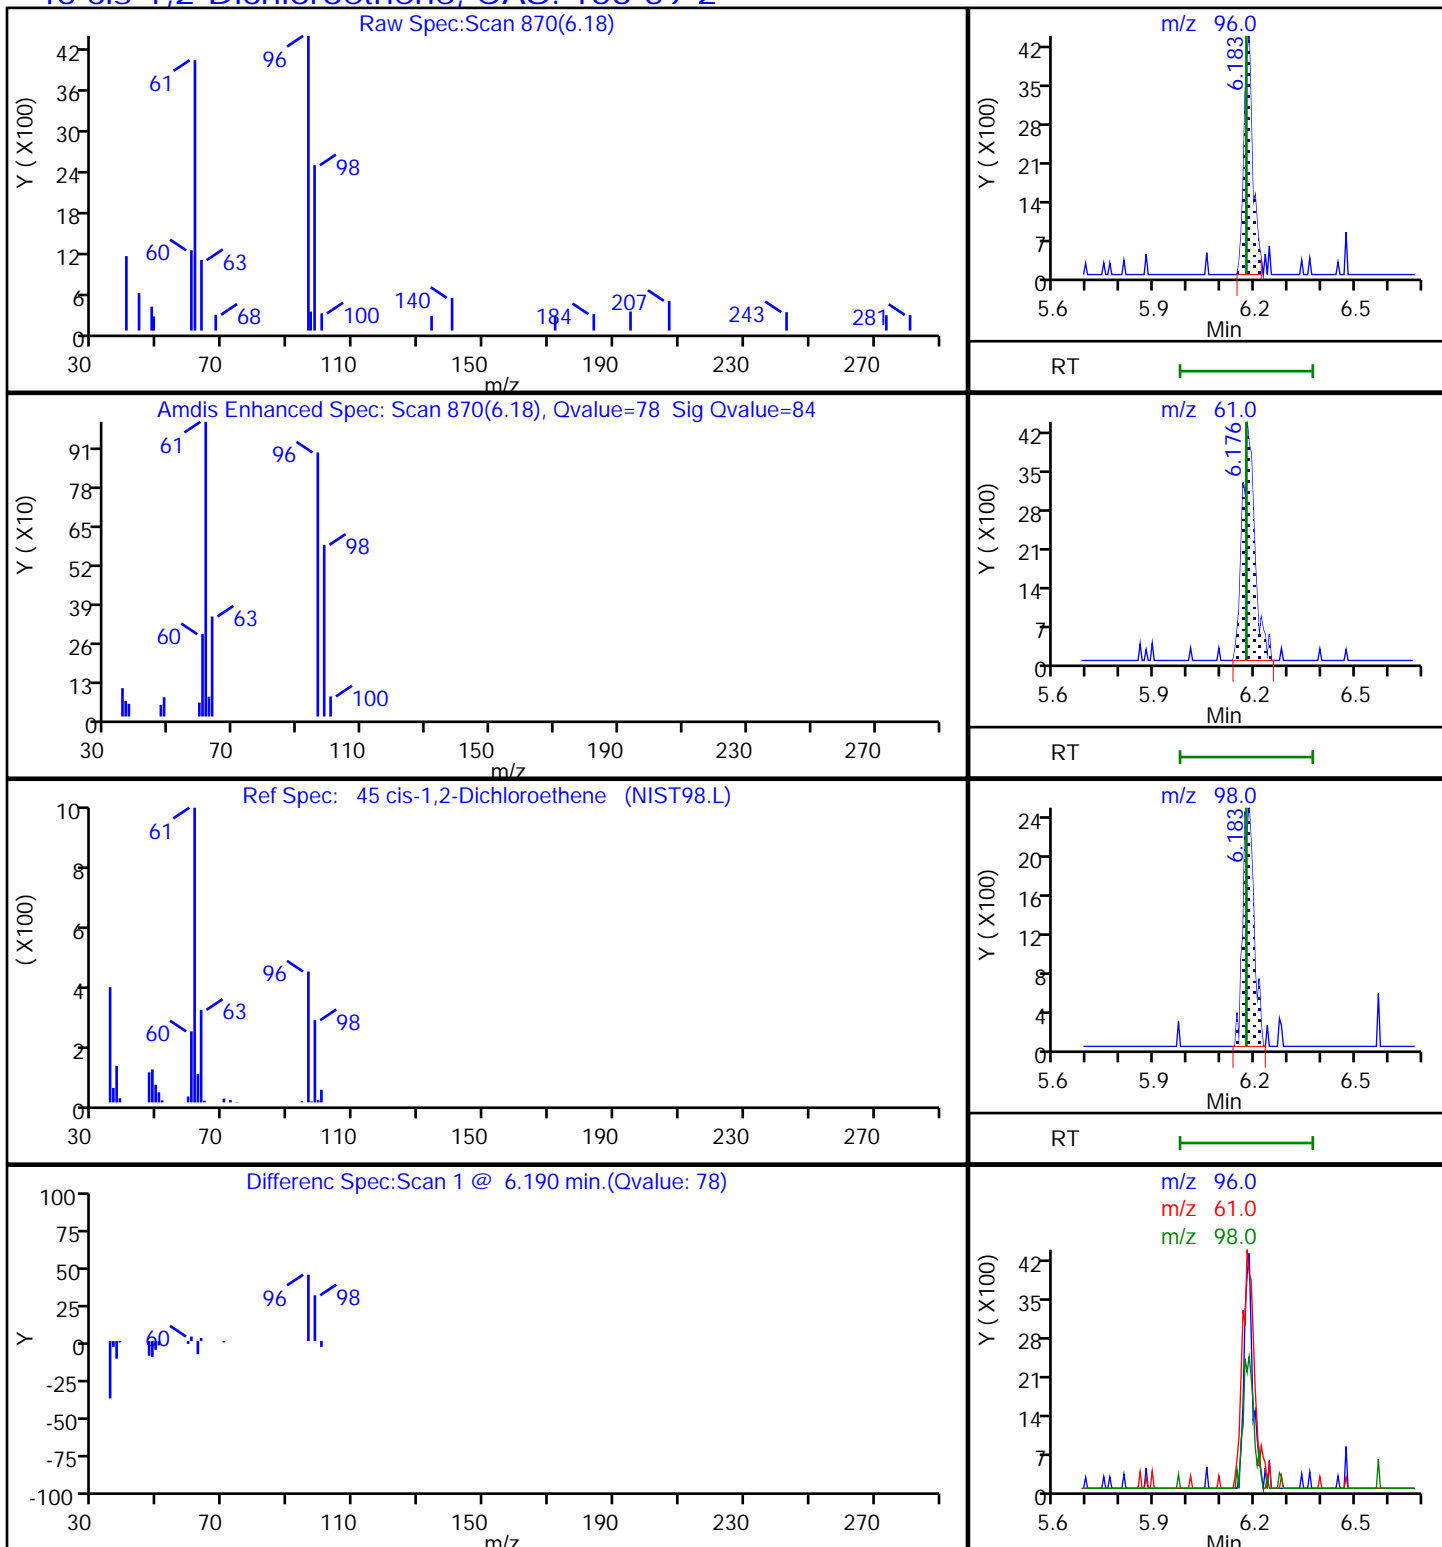 cis-1,2-Dichloroethene, CAS:
Raw Spec:Scan 870(6.18)
Y ( X100)
42
36
30
24
18
12
6
0
61
96
98
60
63
68
100
140
184
207
243
281
30 70 110 150 190 230 270
m/z
m/z 96.0
Y ( X100)
42
35
28
21
14
7
0
6.183
5.6 5.9 6.2 6.5
Min
RT
Amdis Enhanced Spec: Scan 870(6.18), Qvalue=78 Sig Qvalue=84
Y ( X10)
91
78
65
52
39
26
13
0
61
96
98
60
63
100
30 70 110 150 190 230 270
m/z
m/z 61.0
Y ( X100)
42
35
28
21
14
7
0
6.176
5.6 5.9 6.2 6.5
Min
RT
Ref Spec: 45 cis-1,2-Dichloroethene (NIST98.L)
( X100)
10
8
6
4
2
0
61
96
98
60
63
30 70 110 150 190 230 270
m/z 98.0
Y ( X100)
24
20
16
12
8
4
0
6.183
5.6 5.9 6.2 6.5
Min
RT
Differenc Spec:Scan 1 @ 6.190 min.(Qvalue: 78)
Y
100
75
50
25
0
-25
-50
-75
-100
96
98
60
30 70 110 150 190 230 270
m/z
m/z 96.0
m/z 61.0
m/z 98.0
Y ( X100)
42
35
28
21
14
7
0
5.6 5.9 6.2 6.5
Min